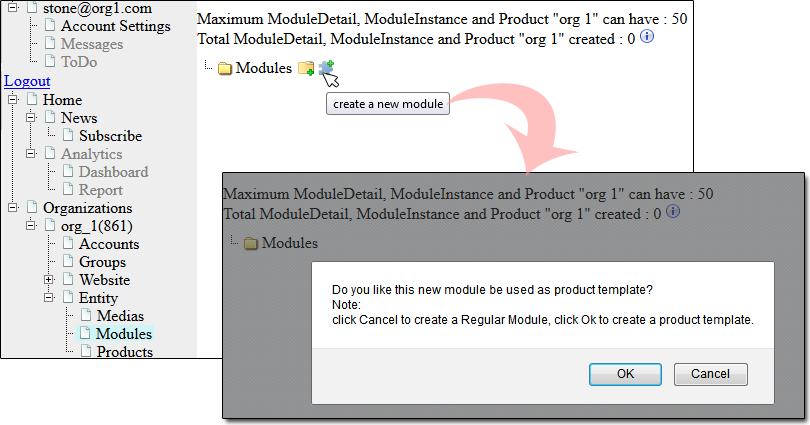 stone@org1.com
Account Settings
Messages
ToDo
Logout
Home
News
Subscribe
Analytics
Dashboard
Report
Organizations
org_1(861)
Accounts
Groups
Website
Entity
Medias
Modules
Products
Maximum ModuleDetail, ModuleInstance and Product "org 1" can have : 50
Total ModuleDetail, ModuleInstance and Product "org 1" created : 0
Modules
create a new module
Maximum ModuleDetail, ModuleInstance and Product "org 1" can have : 50
Total ModuleDetail, ModuleInstance and Product "org 1" created : 0
Modules
Do you like this new module be used as product template?
Note:
click Cancel to create a Regular Module, click Ok to create a product template.
OK Cancel